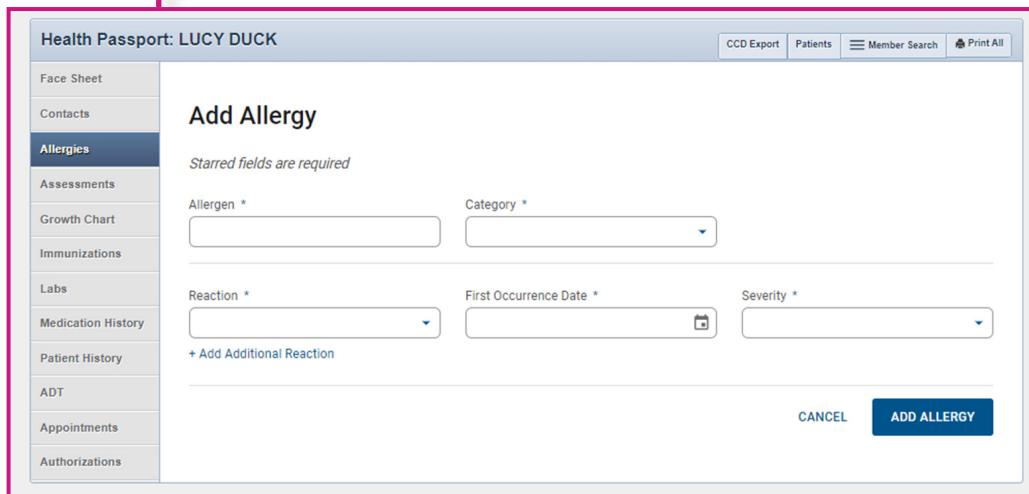 Health Passport: LUCY DUCK
CCD Export Patients Member Search Print All
Face Sheet
Contacts
Allergies
Assessments
Growth Chart
Immunizations
Labs
Medication History
Patient History
ADT
Appointments
Authorizations
Add Allergy
Starred fields are required
Allergen * Category *
Reaction * First Occurrence Date * Severity *
+ Add Additional Reaction
CANCEL ADD ALLERGY